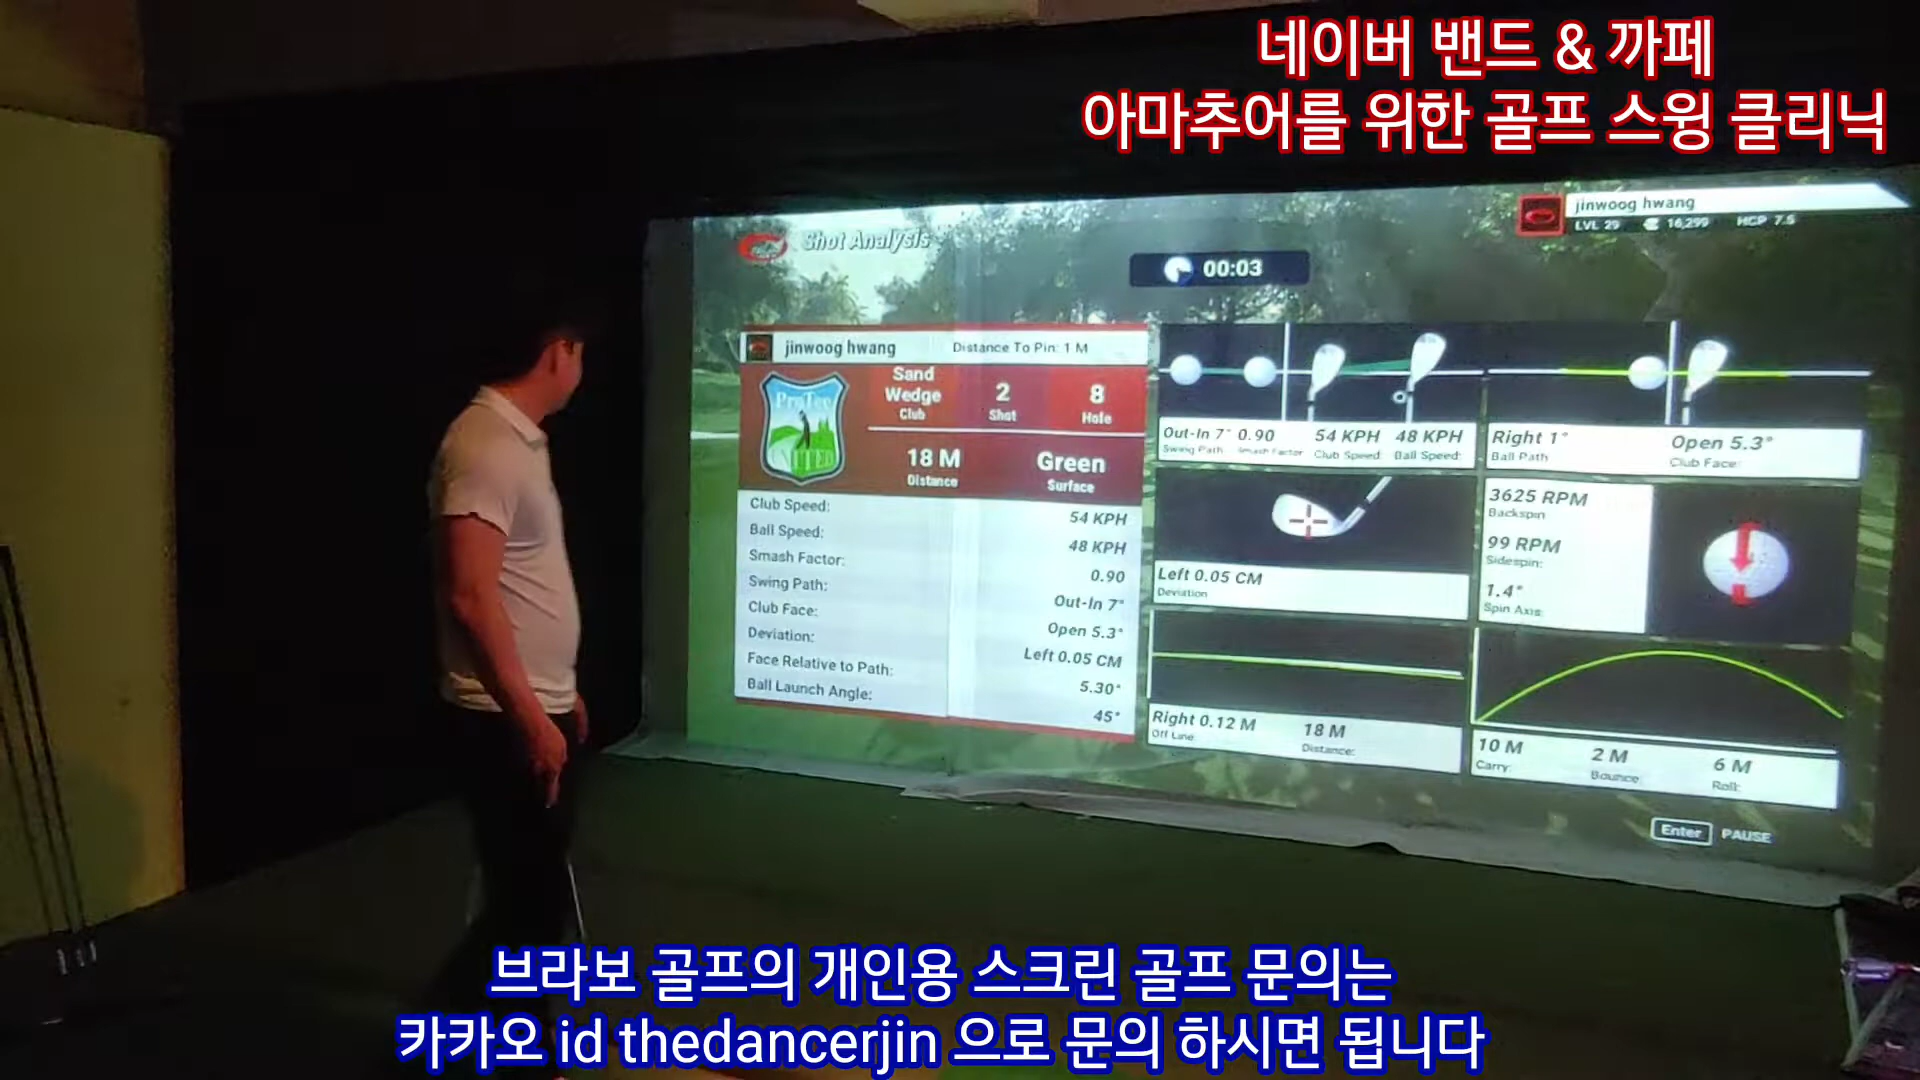 네이버 밴드 & 까페
아마추어를 위한 골프 스윙 클리닉
jinwoog hwang
LVL 29 16,299 HCP 7.5
Shot Analysis
00:03
jinwoog hwang Distance To Pin: 1 M
Sand Wedge 2 8
Club Shot Hole
18 M Green
Distance Surface
ProTee
UNITED
Club Speed: 54 KPH
Ball Speed: 48 KPH
Smash Factor: 0.90
Swing Path: Out-In 7°
Club Face: Open 5.3°
Deviation: Left 0.05 CM
Face Relative to Path: 5.30°
Ball Launch Angle: 45°
Out-In 7° 0.90 54 KPH 48 KPH
Swing Path: Smash Factor Club Speed: Ball Speed:
Right 1° Open 5.3°
Ball Path Club Face:
Left 0.05 CM
Deviation
3625 RPM
Backspin
99 RPM
Sidespin:
1.4°
Spin Axis:
Right 0.12 M 18 M
Off Line: Distance:
10 M 2 M 6 M
Carry: Bounce: Roll:
Enter PAUSE
브라보 골프의 개인용 스크린 골프 문의는
카카오 id thedancerjin 으로 문의 하시면 됩니다